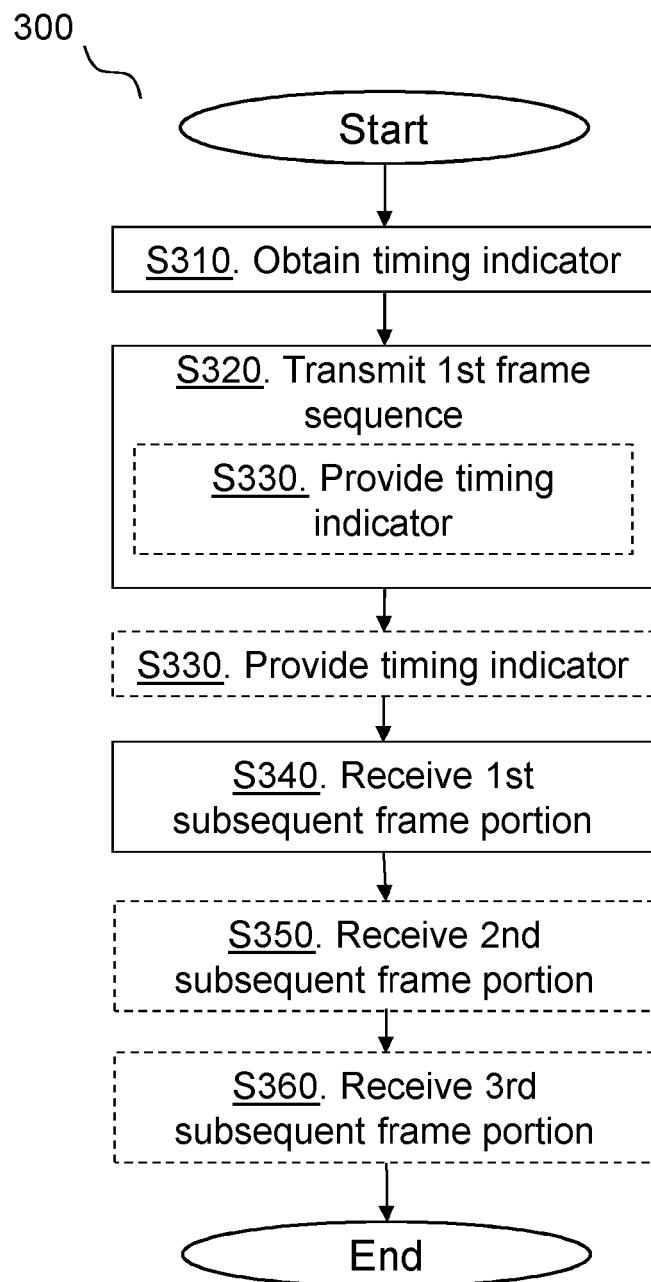 300
Start
S310. Obtain timing indicator
S320. Transmit 1st frame
sequence
S330. Provide timing
indicator
S330. Provide timing indicator
S340. Receive 1st
subsequent frame portion
S350. Receive 2nd
subsequent frame portion
S360. Receive 3rd
subsequent frame portion
End